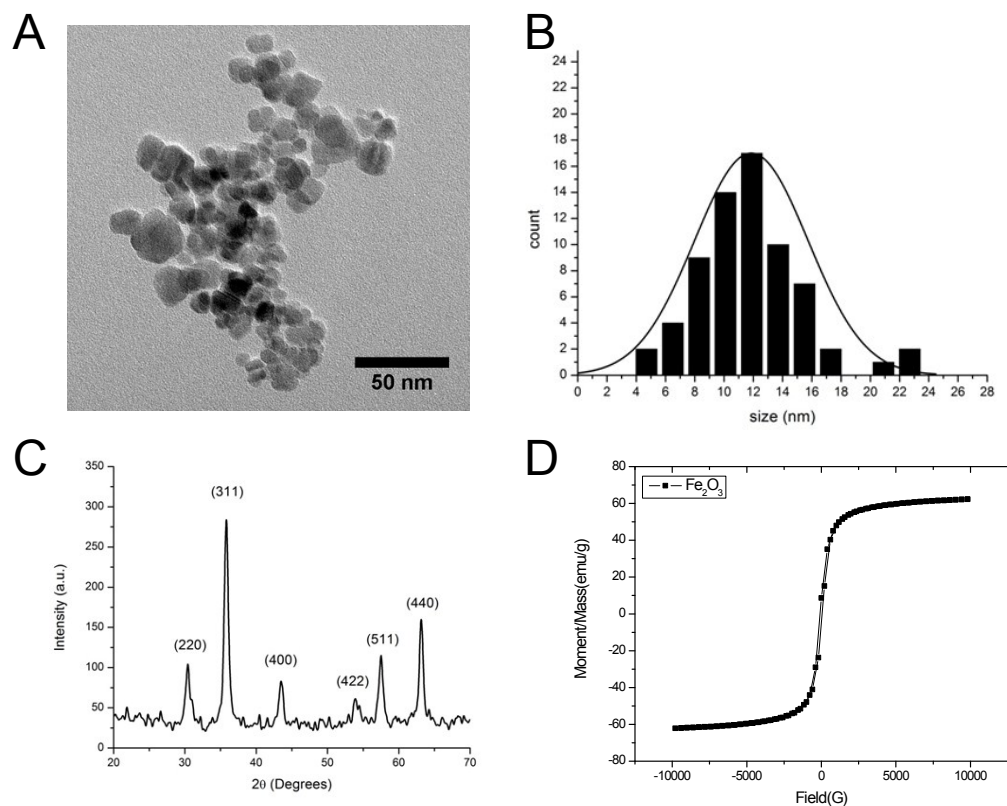 A
50 nm
B
24
22
20
18
16
14
12
10
8
6
4
2
0
count
0 2 4 6 8 10 12 14 16 18 20 22 24 26 28
size (nm)
C
350
300
250
200
150
100
50
0
Intensity (a.u.)
(220)
(311)
(400)
(422)
(511)
(440)
20 30 40 50 60 70
2θ (Degrees)
D
80
60
40
20
0
-20
-40
-60
-80
Moment/Mass(emu/g)
Fe₂O₃
-10000 -5000 0 5000 10000
Field(G)